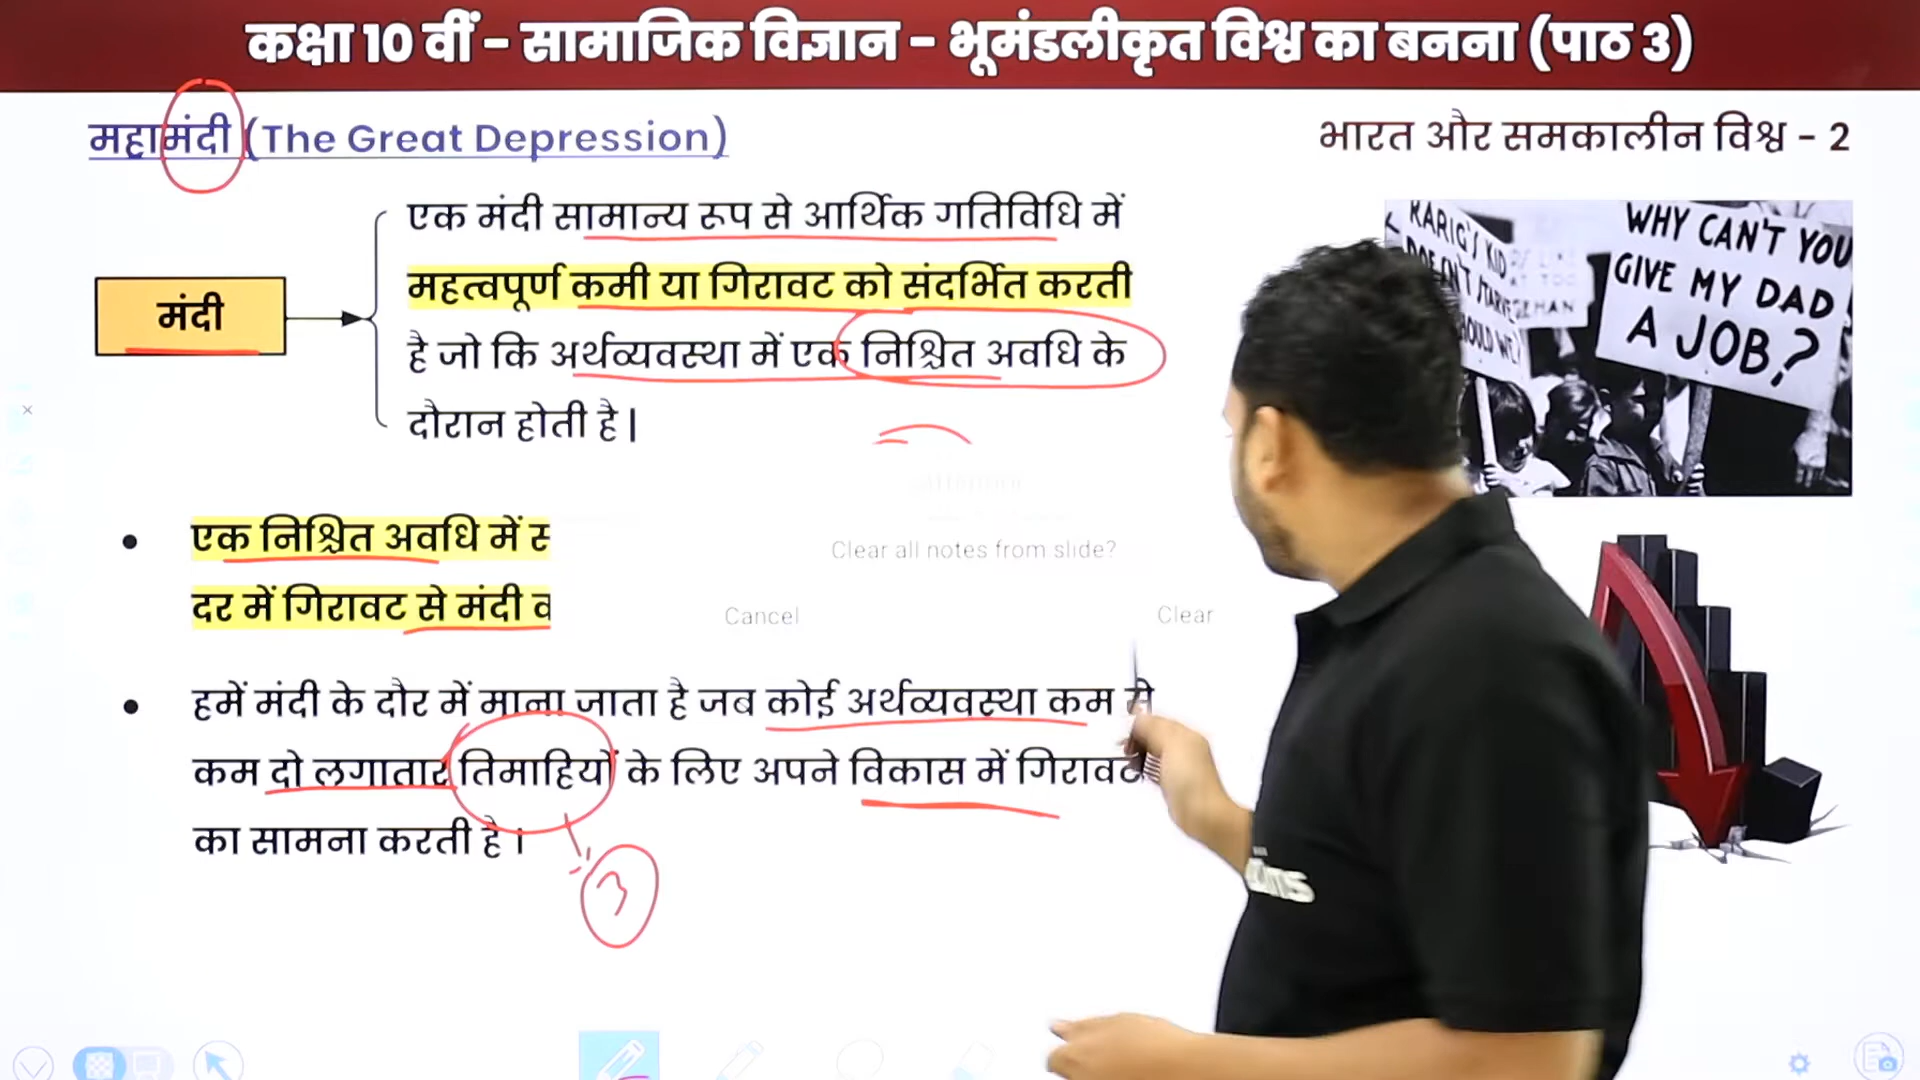 कक्षा 10 वीं - सामाजिक विज्ञान - भूमंडलीकृत विश्व का बनना (पाठ 3)
महामंदी (The Great Depression)
भारत और समकालीन विश्व - 2
एक मंदी सामान्य रूप से आर्थिक गतिविधि में
महत्वपूर्ण कमी या गिरावट को संदर्भित करती
मंदी
है जो कि अर्थव्यवस्था में एक निश्चित अवधि के
दौरान होती है |
WHY CAN'T YOU
GIVE MY DAD
A JOB?
KID
एक निश्चित अवधि में
Clear all notes from slide?
दर में गिरावट से मंदी
Cancel
Clear
हमें मंदी के दौर में माना जाता है जब कोई अर्थव्यवस्था कम से
कम दो लगातार तिमाहियों के लिए अपने विकास में गिरावट
का सामना करती है ।
3